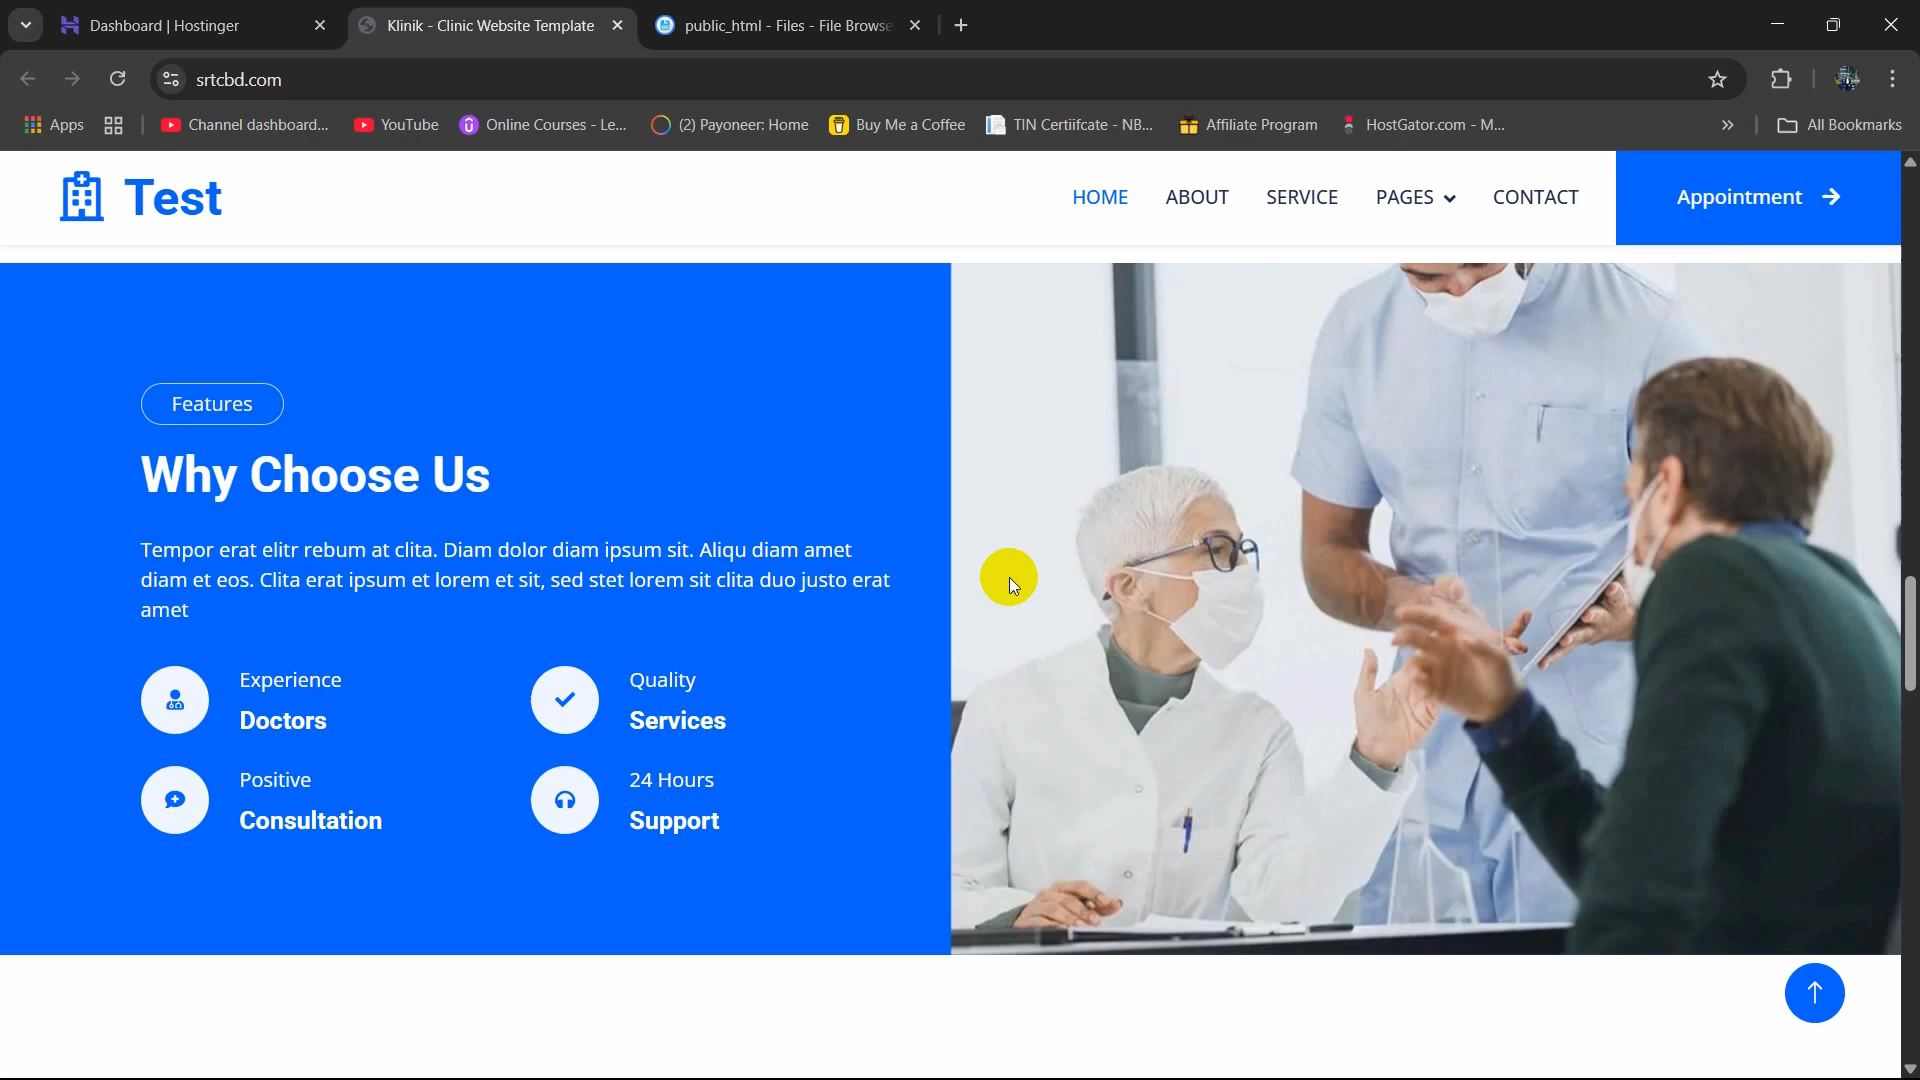 Dashboard | Hostinger
Klinik - Clinic Website Template
public_html - Files - File Browse
srtcbd.com
Apps
Channel dashboard...
YouTube
Online Courses - Le...
(2) Payoneer: Home
Buy Me a Coffee
TIN Certiifcate - NB...
Affiliate Program
HostGator.com - M...
All Bookmarks
Test
HOME
ABOUT
SERVICE
PAGES
CONTACT
Appointment
Features
Why Choose Us
Tempor erat elitr rebum at clita. Diam dolor diam ipsum sit. Aliqu diam amet
diam et eos. Clita erat ipsum et lorem et sit, sed stet lorem sit clita duo justo erat
amet
Experience
Doctors
Quality
Services
Positive
Consultation
24 Hours
Support